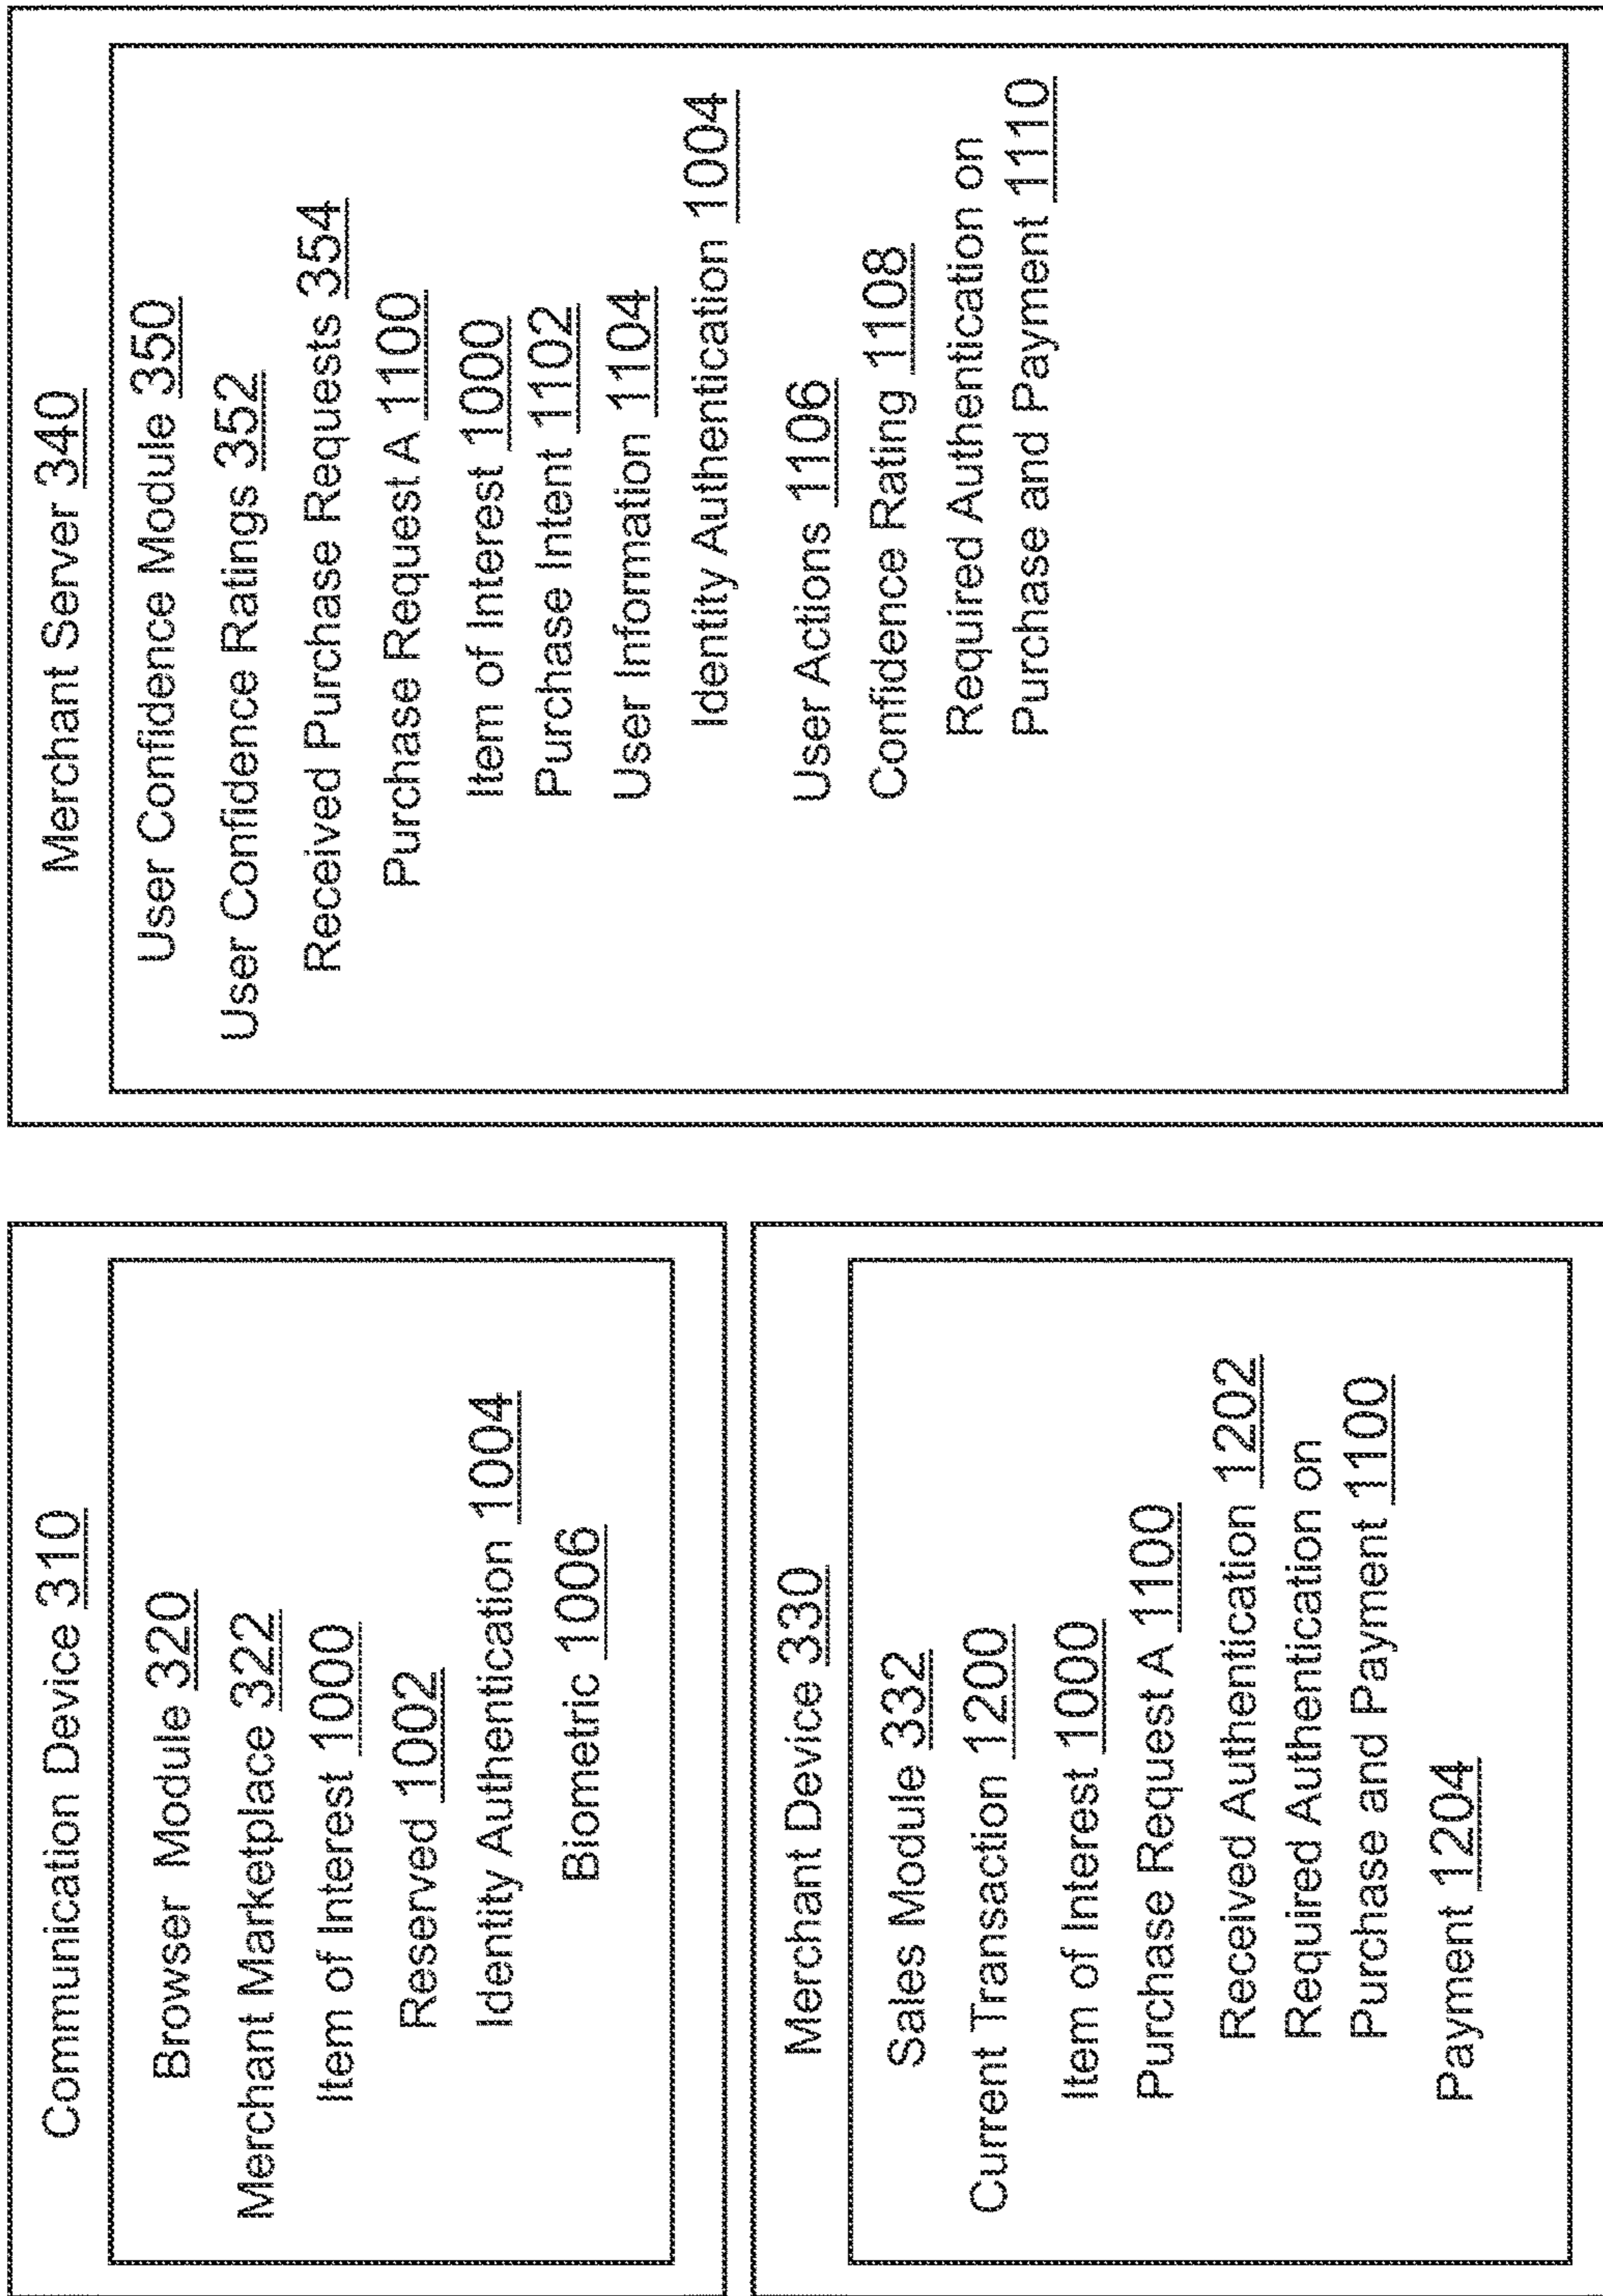 Communication Device 310
Browser Module 320
Merchant Marketplace 322
Item of Interest 1000
Reserved 1002
Identity Authentication 1004
Biometric 1006
Merchant Device 330
Sales Module 332
Current Transaction 1200
Item of Interest 1000
Purchase Request A 1100
Received Authentication 1202
Required Authentication on
Purchase and Payment 1100
Payment 1204
Merchant Server 340
User Confidence Module 350
User Confidence Ratings 352
Received Purchase Requests 354
Purchase Request A 1100
Item of Interest 1000
Purchase Intent 1102
User Information 1104
Identity Authentication 1004
User Actions 1106
Confidence Rating 1108
Required Authentication on
Purchase and Payment 1110